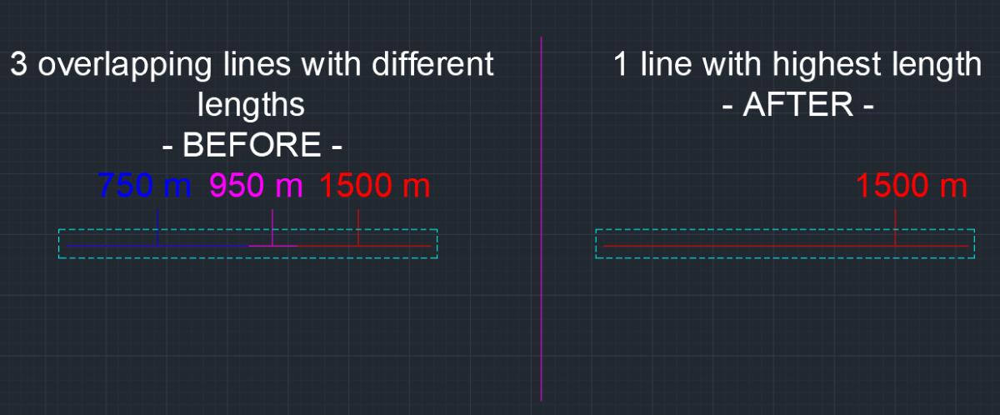 3 overlapping lines with different
lengths
- BEFORE -
750 m 950 m 1500 m
1 line with highest length
- AFTER -
1500 m